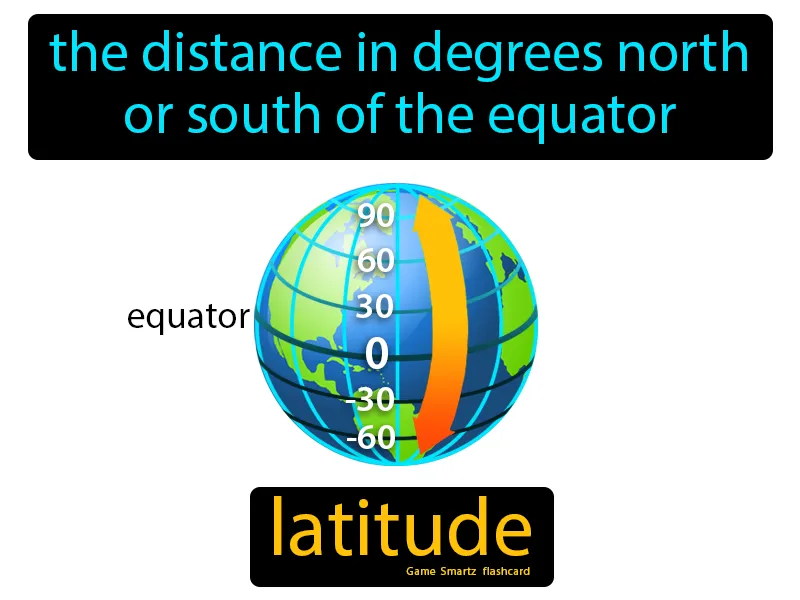 the distance in degrees north
or south of the equator
90
60
30
equator
0
-30
-60
latitude
Game Smartz flashcard